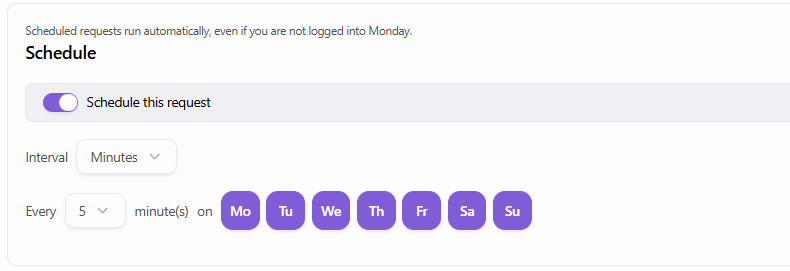 Scheduled requests run automatically, even if you are not logged into Monday.
Schedule
Schedule this request
Interval Minutes
Every 5 minute(s) on Mo Tu We Th Fr Sa Su